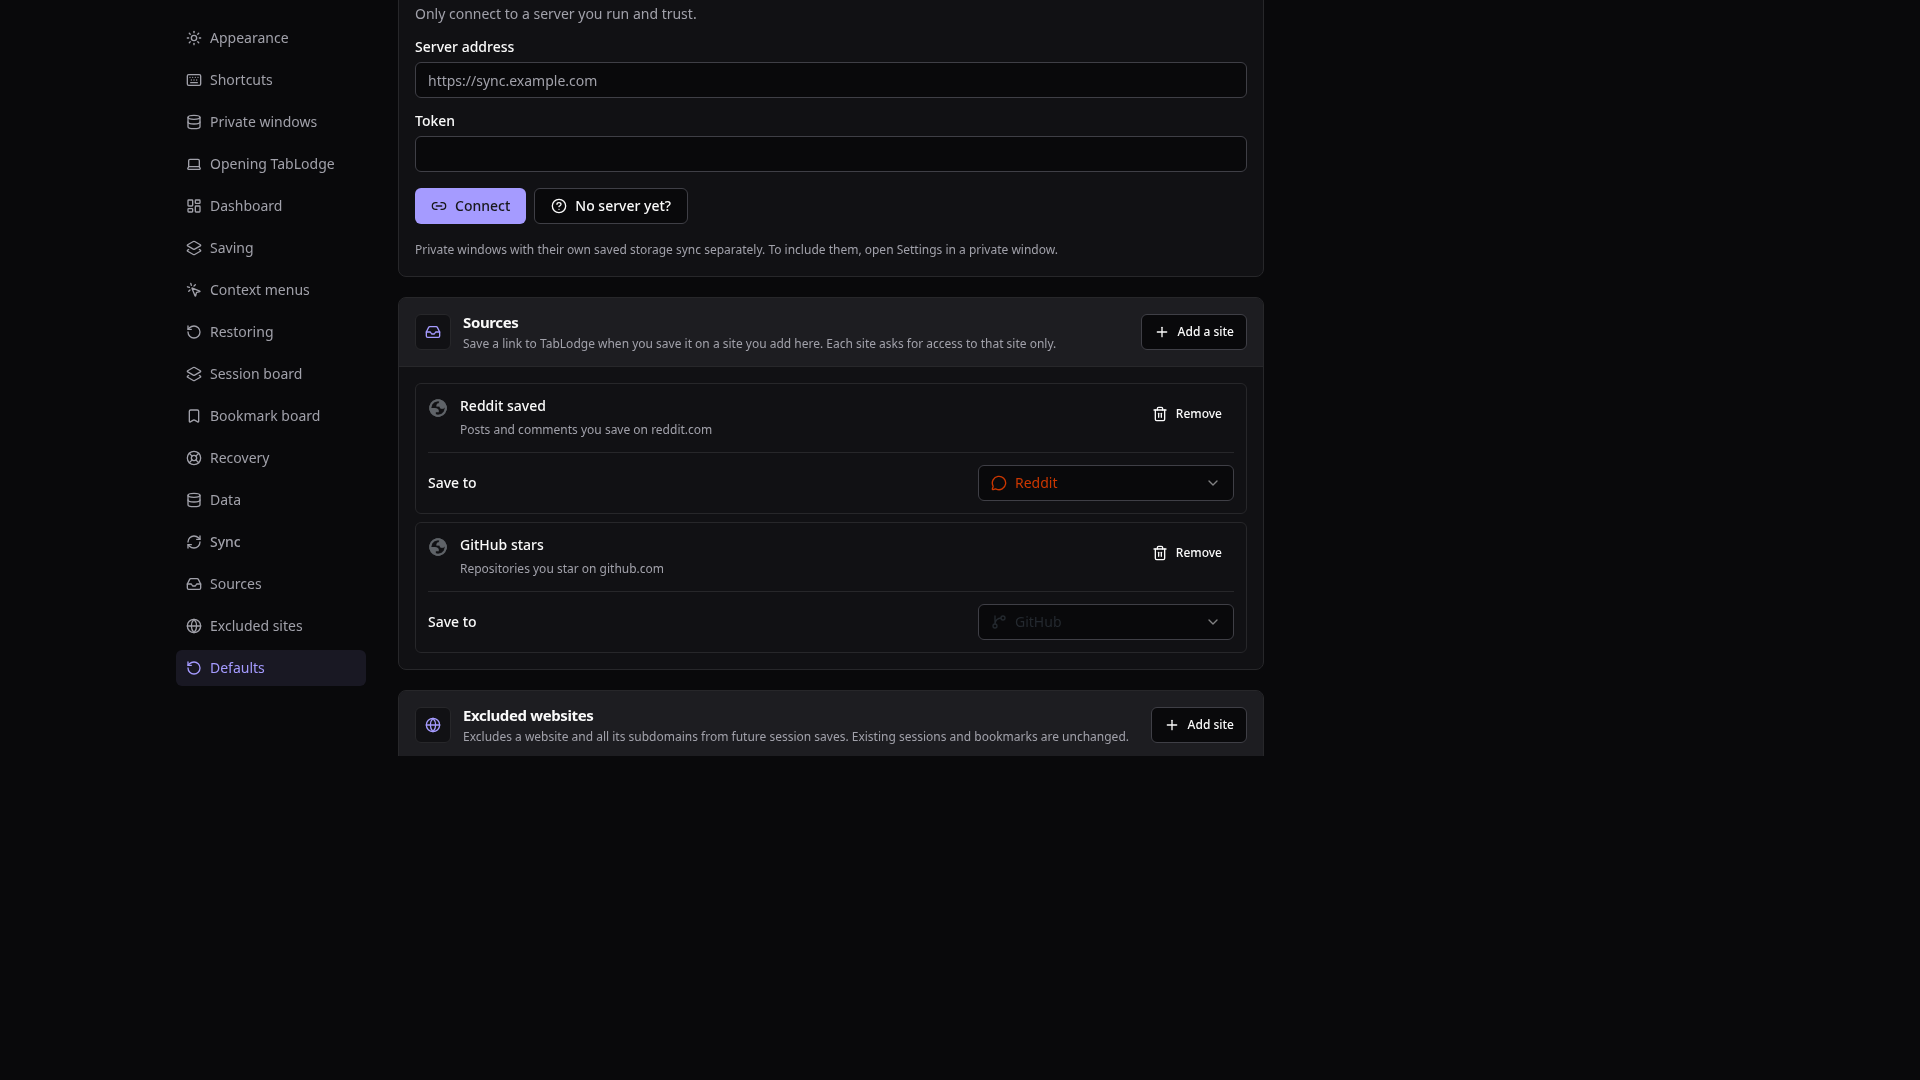 Appearance
Shortcuts
Private windows
Opening TabLodge
Dashboard
Saving
Context menus
Restoring
Session board
Bookmark board
Recovery
Data
Sync
Sources
Excluded sites
Defaults
Only connect to a server you run and trust.
Server address
https://sync.example.com
Token
Connect
No server yet?
Private windows with their own saved storage sync separately. To include them, open Settings in a private window.
Sources
Save a link to TabLodge when you save it on a site you add here. Each site asks for access to that site only.
Add a site
Reddit saved
Posts and comments you save on reddit.com
Remove
Save to
Reddit
GitHub stars
Repositories you star on github.com
Remove
Save to
GitHub
Excluded websites
Excludes a website and all its subdomains from future session saves. Existing sessions and bookmarks are unchanged.
Add site